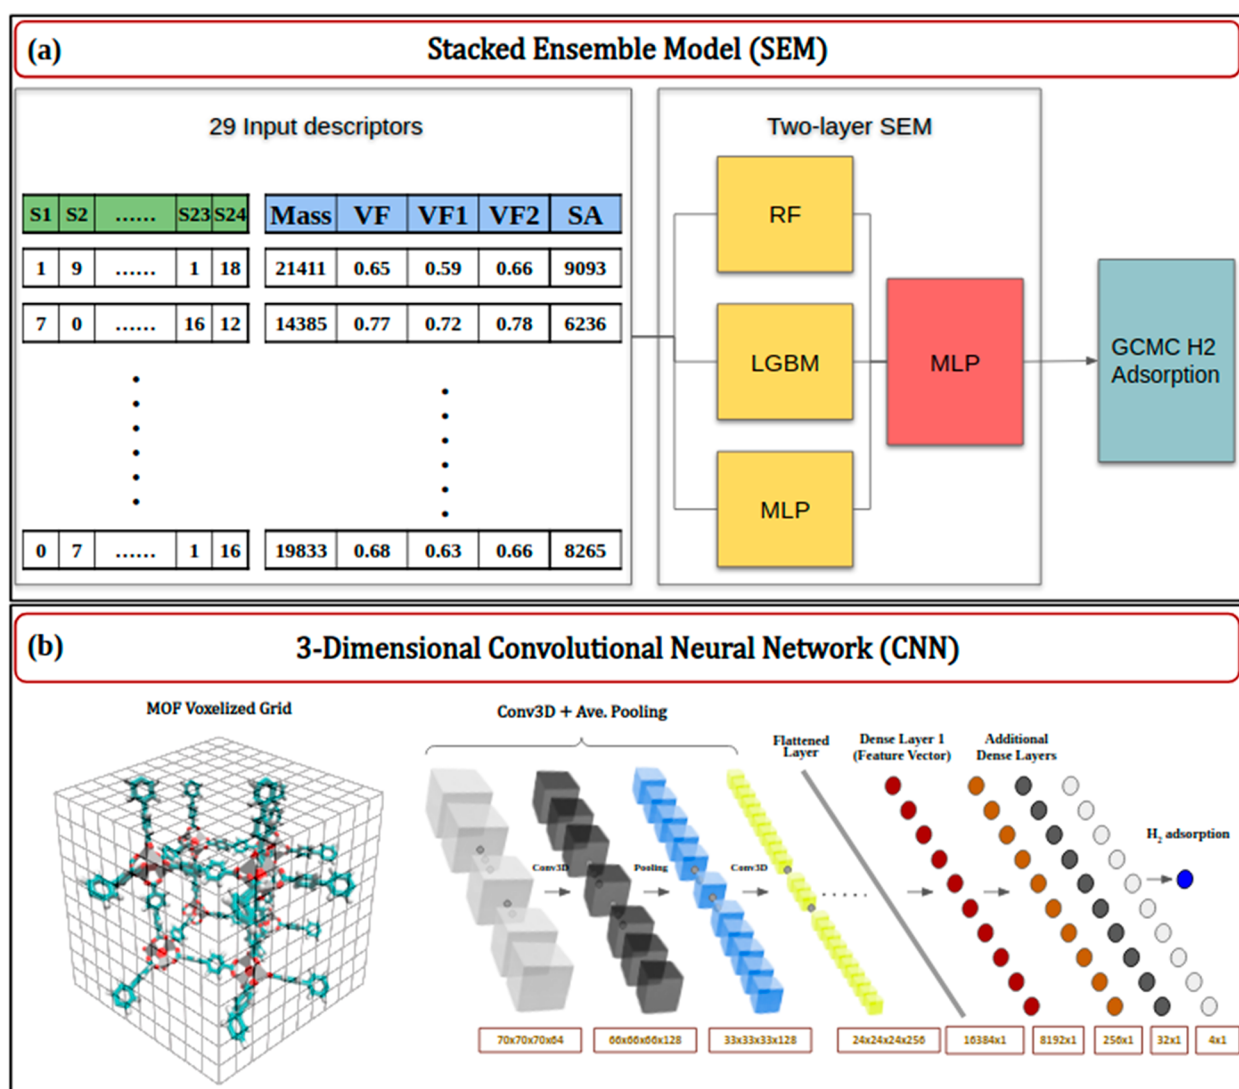 (a) Stacked Ensemble Model (SEM)
29 Input descriptors
S1 S2 ...... S23 S24 Mass VF VF1 VF2 SA
1 9 ...... 1 18 21411 0.65 0.59 0.66 9093
7 0 ...... 16 12 14385 0.77 0.72 0.78 6236
0 7 ...... 1 16 19833 0.68 0.63 0.66 8265
Two-layer SEM
RF
LGBM
MLP
MLP
GCMC H2
Adsorption
(b) 3-Dimensional Convolutional Neural Network (CNN)
MOF Voxelized Grid
Conv3D + Ave. Pooling
Flattened
Layer
Dense Layer 1
(Feature Vector)
Additional
Dense Layers
H₂ adsorption
Conv3D Pooling Conv3D
70x70x70x64 66x66x66x128 33x33x33x128 24x24x24x256 16384x1 8192x1 256x1 32x1 4x1